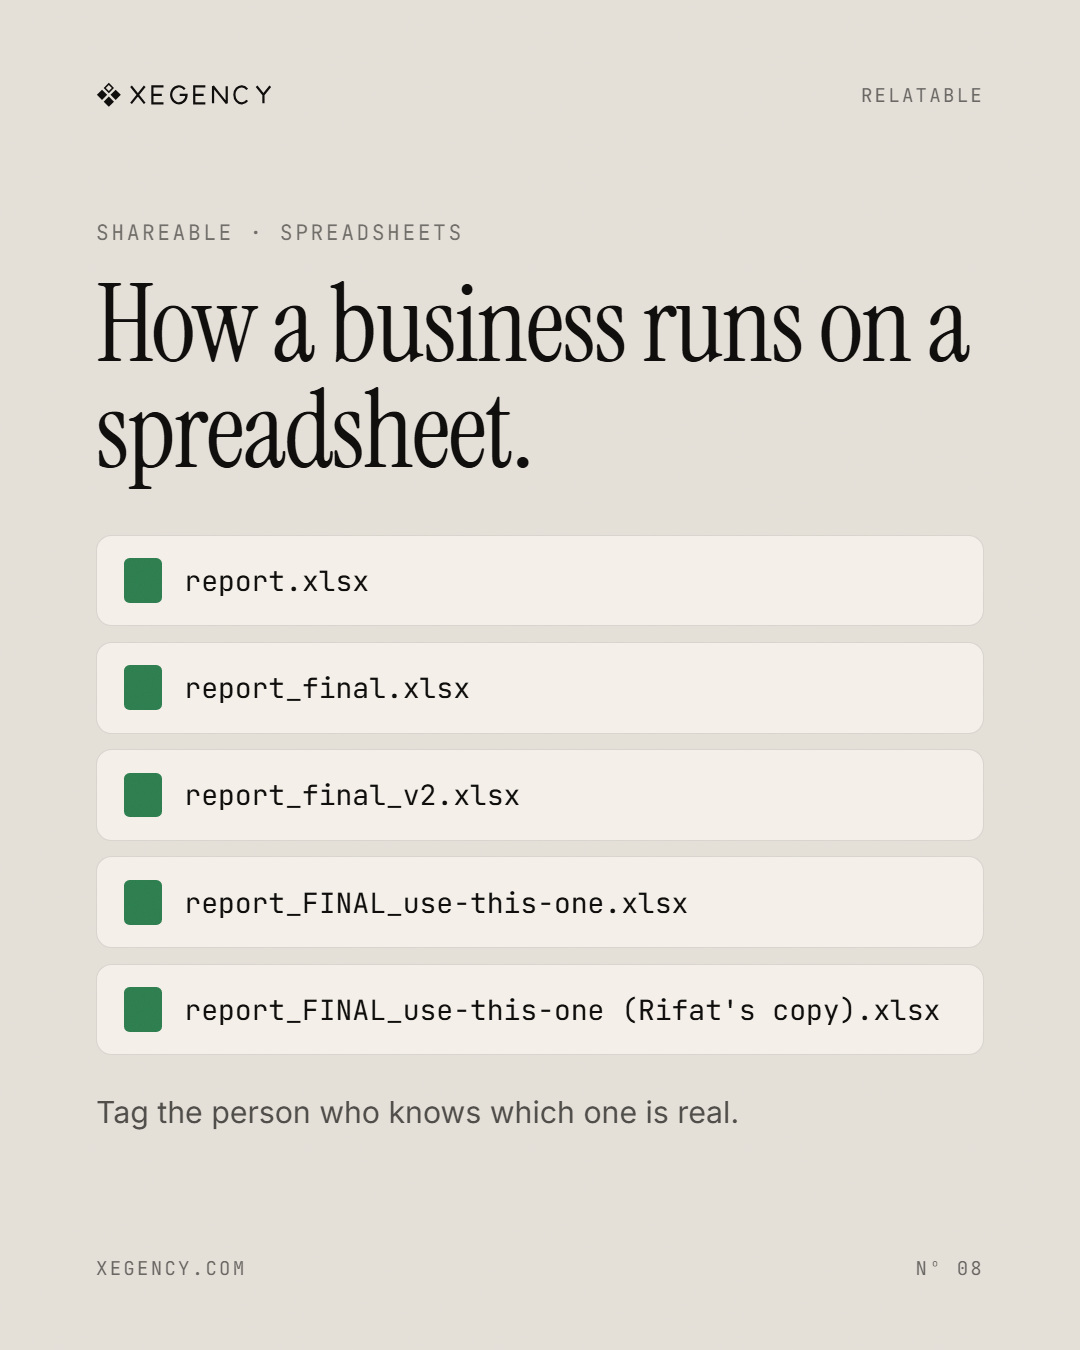 XEGENCY
RELATABLE
SHAREABLE · SPREADSHEETS
How a business runs on a
spreadsheet.
report.xlsx
report_final.xlsx
report_final_v2.xlsx
report_FINAL_use-this-one.xlsx
report_FINAL_use-this-one (Rifat's copy).xlsx
Tag the person who knows which one is real.
XEGENCY.COM
N° 08